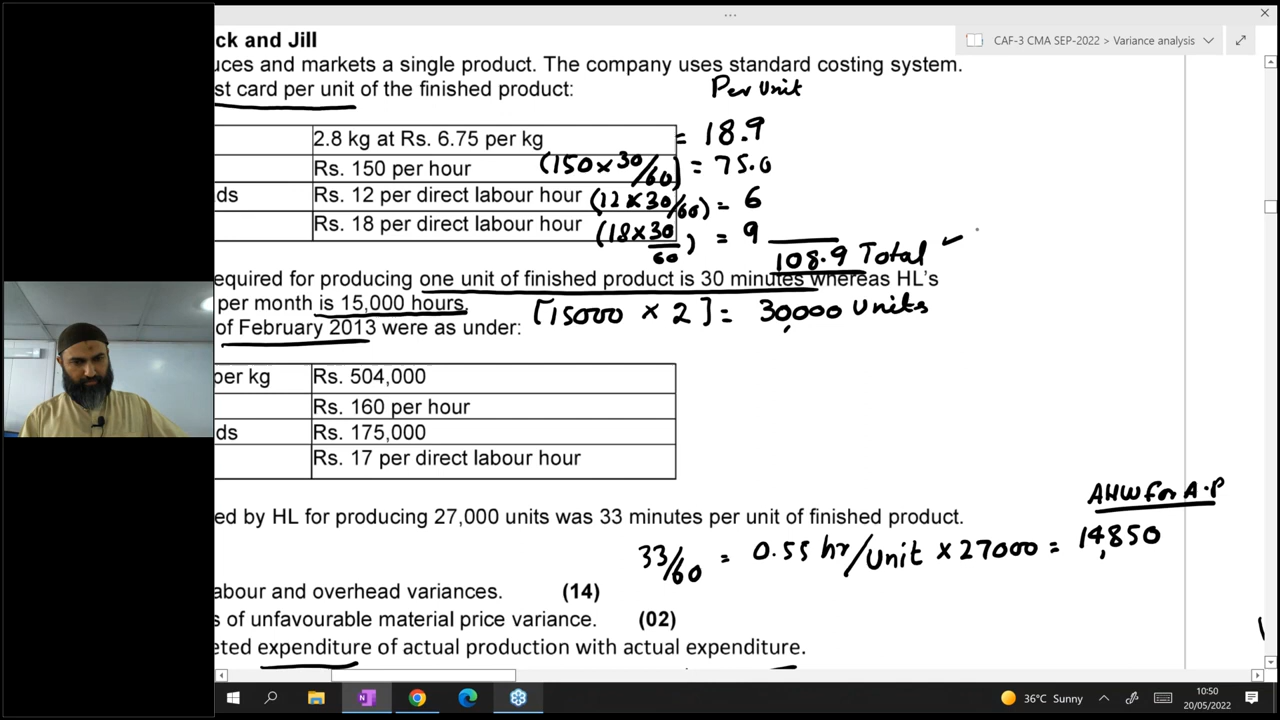 CAF-3 CMA SEP-2022 > Variance analysis
ck and Jill
uces and markets a single product. The company uses standard costing system.
st card per unit of the finished product:
Per Unit
2.8 kg at Rs. 6.75 per kg = 18.9
Rs. 150 per hour (150 x 30/60) = 75.0
ds Rs. 12 per direct labour hour (12 x 30/60) = 6
Rs. 18 per direct labour hour (18 x 30/60) = 9
108.9 Total ✓
equired for producing one unit of finished product is 30 minutes whereas HL's
per month is 15,000 hours. [15000 x 2] = 30,000 Units
of February 2013 were as under:
per kg Rs. 504,000
Rs. 160 per hour
ds Rs. 175,000
Rs. 17 per direct labour hour
AHW for A.P
ed by HL for producing 27,000 units was 33 minutes per unit of finished product.
33/60 = 0.55 hr/Unit x 27000 = 14,850
abour and overhead variances. (14)
s of unfavourable material price variance. (02)
eted expenditure of actual production with actual expenditure.
36°C Sunny
10:50
20/05/2022